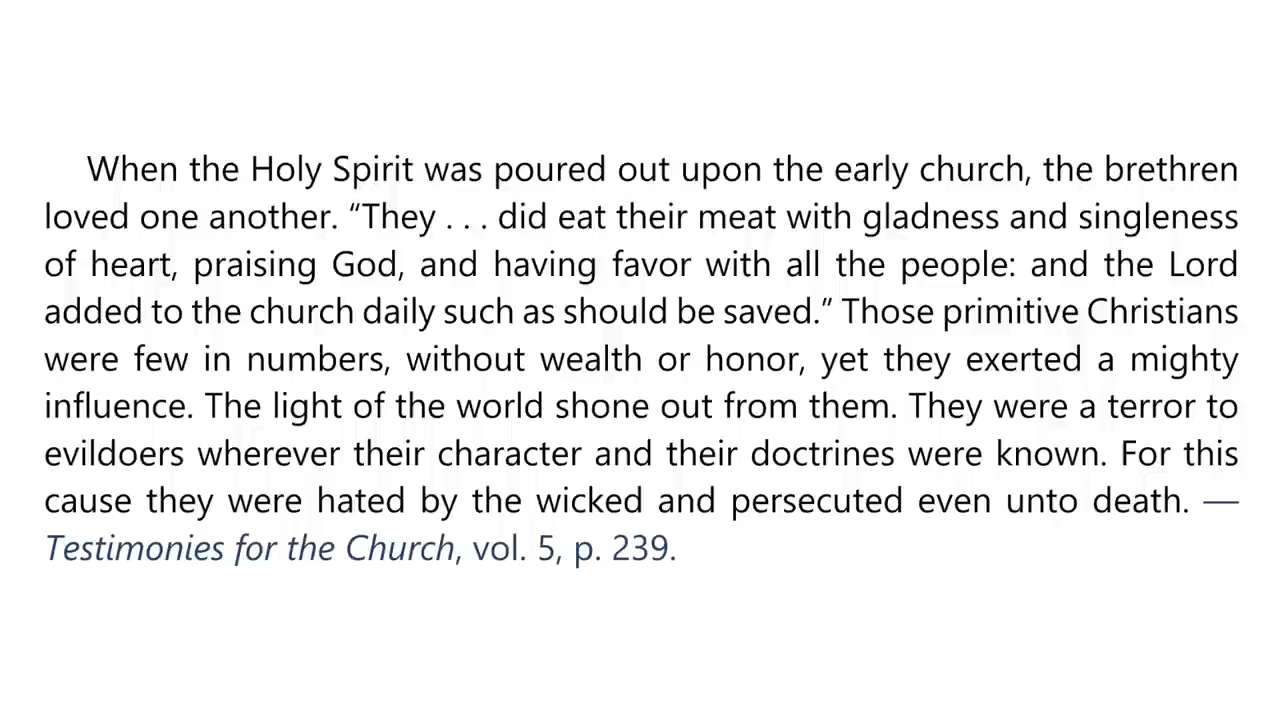 When the Holy Spirit was poured out upon the early church, the brethren
loved one another. “They . . . did eat their meat with gladness and singleness
of heart, praising God, and having favor with all the people: and the Lord
added to the church daily such as should be saved.” Those primitive Christians
were few in numbers, without wealth or honor, yet they exerted a mighty
influence. The light of the world shone out from them. They were a terror to
evildoers wherever their character and their doctrines were known. For this
cause they were hated by the wicked and persecuted even unto death. —
Testimonies for the Church, vol. 5, p. 239.